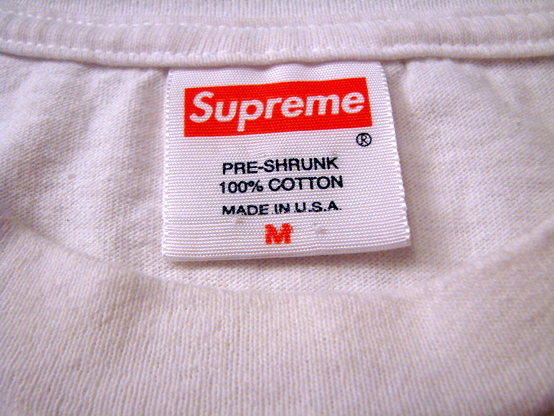 Supreme
®
PRE-SHRUNK
100% COTTON
MADE IN U.S.A.
M